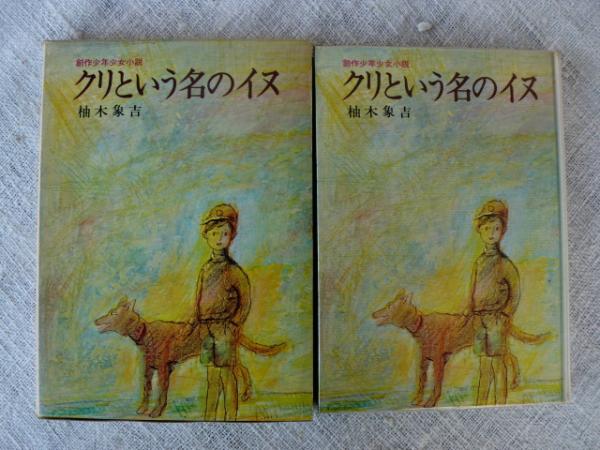 創作少年少女小説
クリという名のイヌ
柚木象吉
創作少年少女小説
クリという名のイヌ
柚木象吉